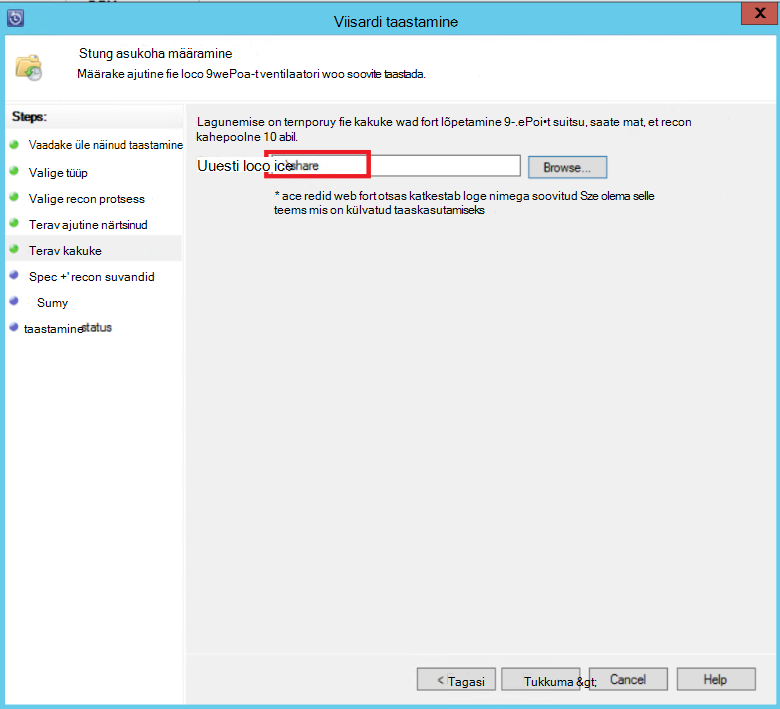 Viisardi taastamine
X
Stung asukoha määramine
Määrake ajutine fie loco 9wePoa-t ventilaatori woo soovite taastada.
Steps:
Vaadake üle näinud taastamine
Valige tüüp
Valige recon protsess
Terav ajutine närtsinud
Terav kakuke
Spec +' recon suvandid
Sumy
taastamine status
Lagunemise on ternporuy fie kakuke wad fort lõpetamine 9-.ePoi•t suitsu, saate mat, et recon
kahepoolne 10 abil.
Uuesti loco ice share
Browse...
* ace redid web fort otsas katkestab loge nimega soovitud Sze olema selle
teems mis on külvatud taaskasutamiseks
< Tagasi
Tukkuma &gt;
Cancel
Help